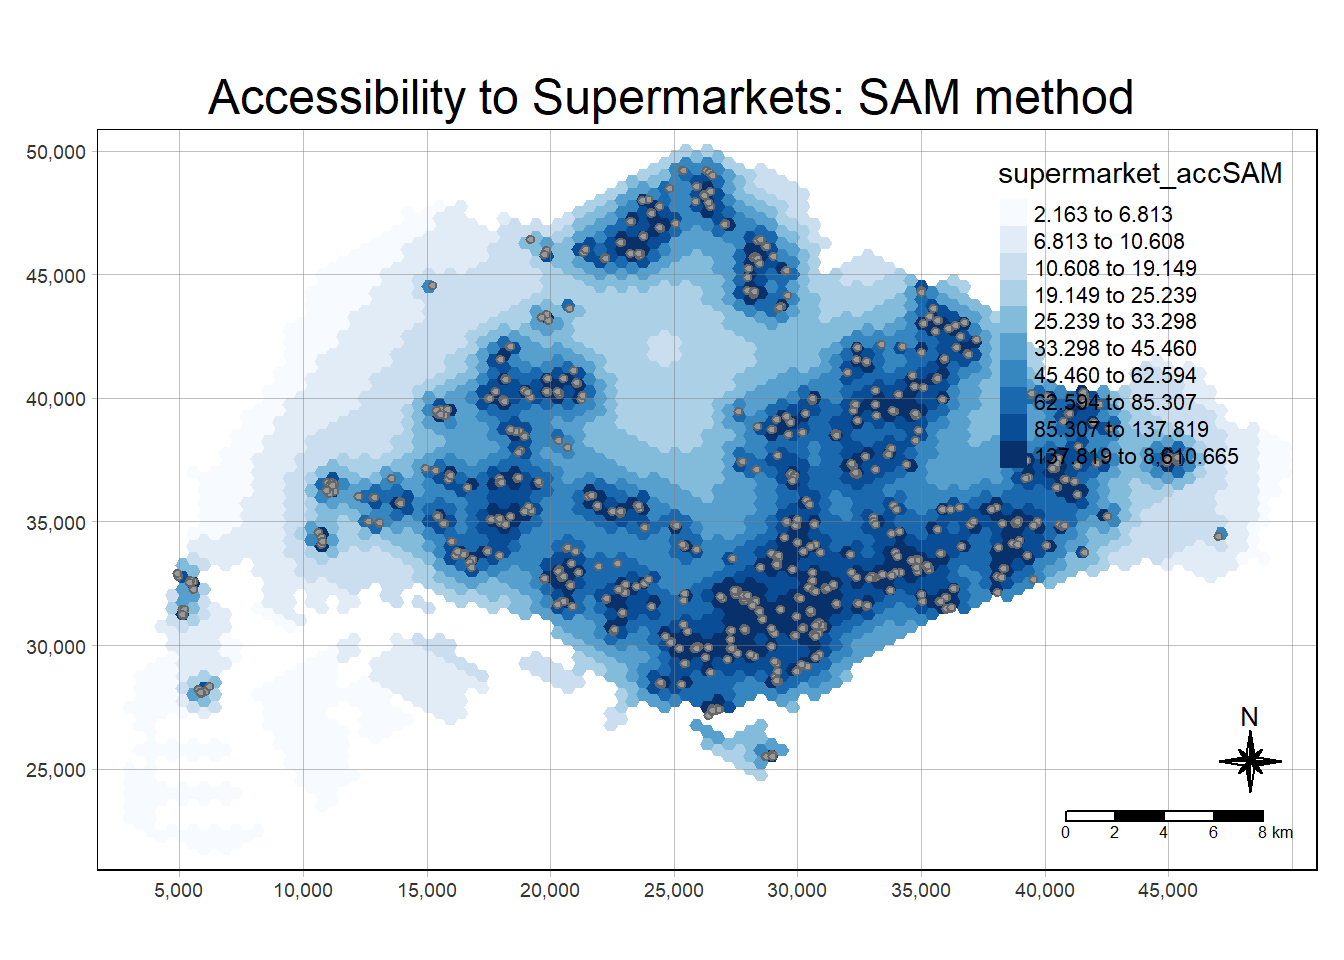 Accessibility to Supermarkets: SAM method
50,000
45,000
40,000
35,000
30,000
25,000
supermarket_accSAM
2.163 to 6.813
6.813 to 10.608
10.608 to 19.149
19.149 to 25.239
25.239 to 33.298
33.298 to 45.460
45.460 to 62.594
62.594 to 85.307
85.307 to 137.819
137.819 to 8,610.665
N
0 2 4 6 8 km
5,000 10,000 15,000 20,000 25,000 30,000 35,000 40,000 45,000